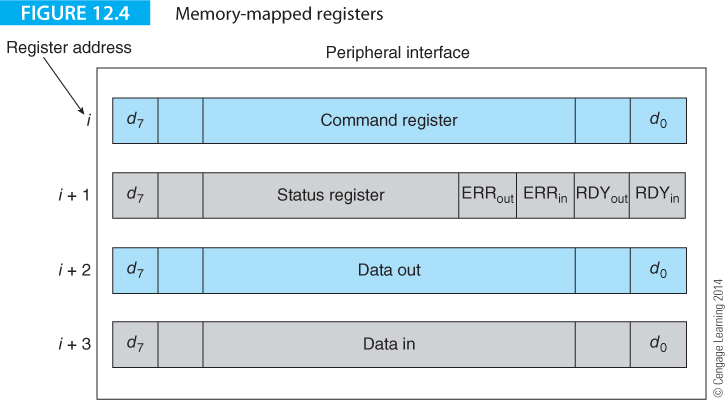 FIGURE 12.4 Memory-mapped registers
Register address
Peripheral interface
i d7 Command register d0
i + 1 d7 Status register ERRout ERRin RDYout RDYin
i + 2 d7 Data out d0
i + 3 d7 Data in d0
© Cengage Learning 2014